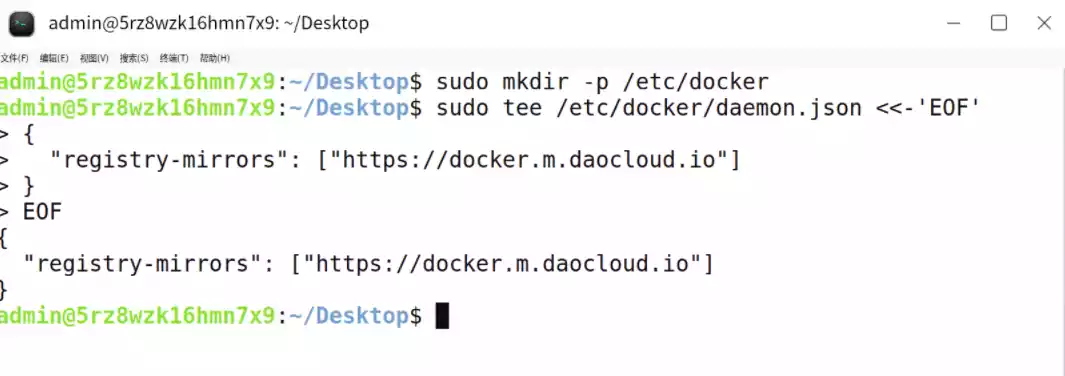 admin@5rz8wzk16hmn7x9: ~/Desktop
文件(F) 编辑(E) 视图(V) 搜索(S) 终端(T) 帮助(H)
admin@5rz8wzk16hmn7x9:~/Desktop$ sudo mkdir -p /etc/docker
admin@5rz8wzk16hmn7x9:~/Desktop$ sudo tee /etc/docker/daemon.json <<-'EOF'
> {
>   "registry-mirrors": ["https://docker.m.daocloud.io"]
> }
> EOF
{
  "registry-mirrors": ["https://docker.m.daocloud.io"]
}
admin@5rz8wzk16hmn7x9:~/Desktop$